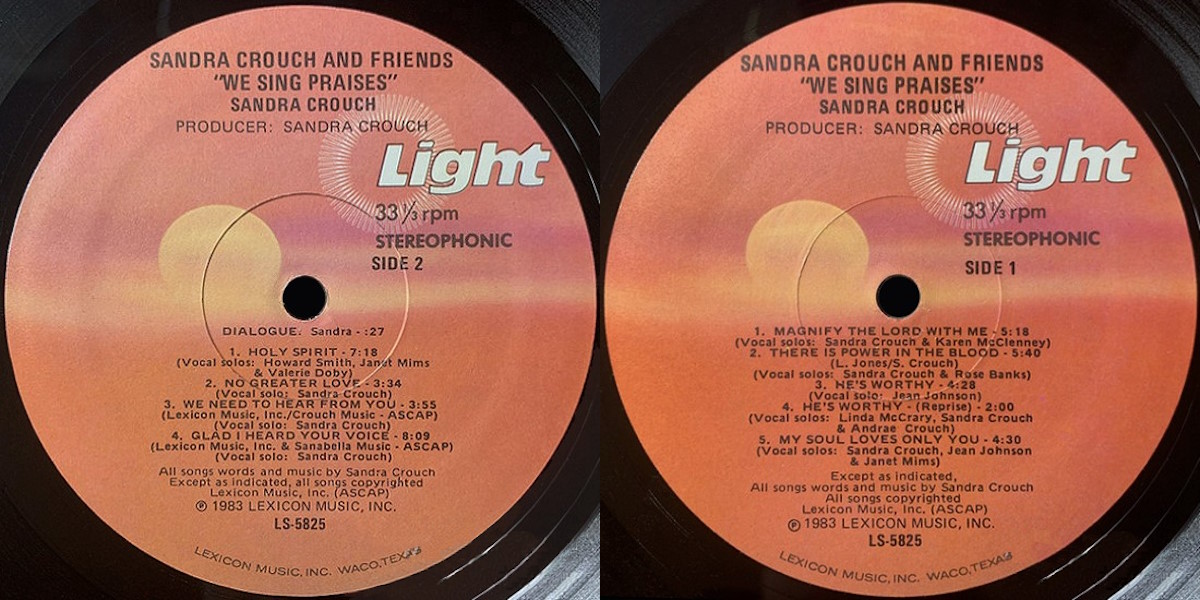 SANDRA CROUCH AND FRIENDS
"WE SING PRAISES"
SANDRA CROUCH
PRODUCER: SANDRA CROUCH
Light
33 1/3 rpm
STEREOPHONIC
SIDE 2
DIALOGUE: Sandra - :27
1. HOLY SPIRIT - 7:18
(Vocal solos: Howard Smith, Janet Mims
& Valerie Doby)
2. NO GREATER LOVE - 3:34
(Vocal solo: Sandra Crouch)
3. WE NEED TO HEAR FROM YOU - 3:55
(Lexicon Music, Inc./Crouch Music - ASCAP)
(Vocal solo: Sandra Crouch)
4. GLAD I HEARD YOUR VOICE - 8:09
(Lexicon Music, Inc. & Sanabella Music - ASCAP)
(Vocal solo: Sandra Crouch)
All songs words and music by Sandra Crouch
Except as indicated, all songs copyrighted
Lexicon Music, Inc. (ASCAP)
℗ 1983 LEXICON MUSIC, INC.
LS-5825
LEXICON MUSIC, INC. WACO, TEXAS
SANDRA CROUCH AND FRIENDS
"WE SING PRAISES"
SANDRA CROUCH
PRODUCER: SANDRA CROUCH
Light
33 1/3 rpm
STEREOPHONIC
SIDE 1
1. MAGNIFY THE LORD WITH ME - 5:18
(Vocal solos: Sandra Crouch & Karen McClenney)
2. THERE IS POWER IN THE BLOOD - 5:40
(L. Jones/S. Crouch)
(Vocal solos: Sandra Crouch & Rose Banks)
3. HE'S WORTHY - 4:28
(Vocal solo: Jean Johnson)
4. HE'S WORTHY - (Reprise) - 2:00
(Vocal solos: Linda McCrary, Sandra Crouch
& Andrae Crouch)
5. MY SOUL LOVES ONLY YOU - 4:30
(Vocal solos: Sandra Crouch, Jean Johnson
& Janet Mims)
Except as indicated,
All songs words and music by Sandra Crouch
All songs copyrighted
Lexicon Music, Inc. (ASCAP)
℗ 1983 LEXICON MUSIC, INC.
LS-5825
LEXICON MUSIC, INC. WACO, TEXAS